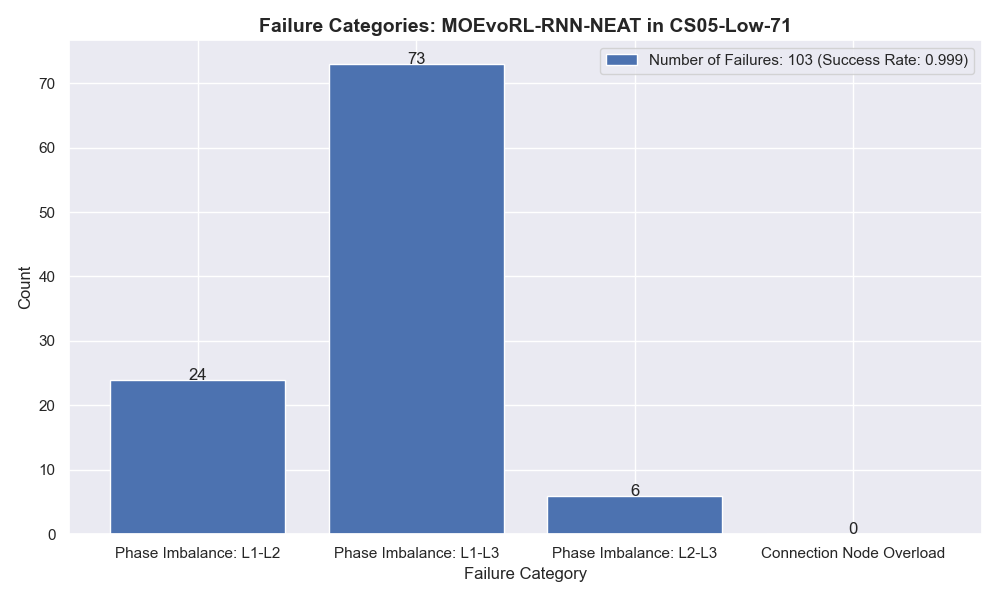 Failure Categories: MOEvoRL-RNN-NEAT in CS05-Low-71
Number of Failures: 103 (Success Rate: 0.999)
Count
70
60
50
40
30
20
10
0
24
73
6
0
Phase Imbalance: L1-L2
Phase Imbalance: L1-L3
Phase Imbalance: L2-L3
Connection Node Overload
Failure Category